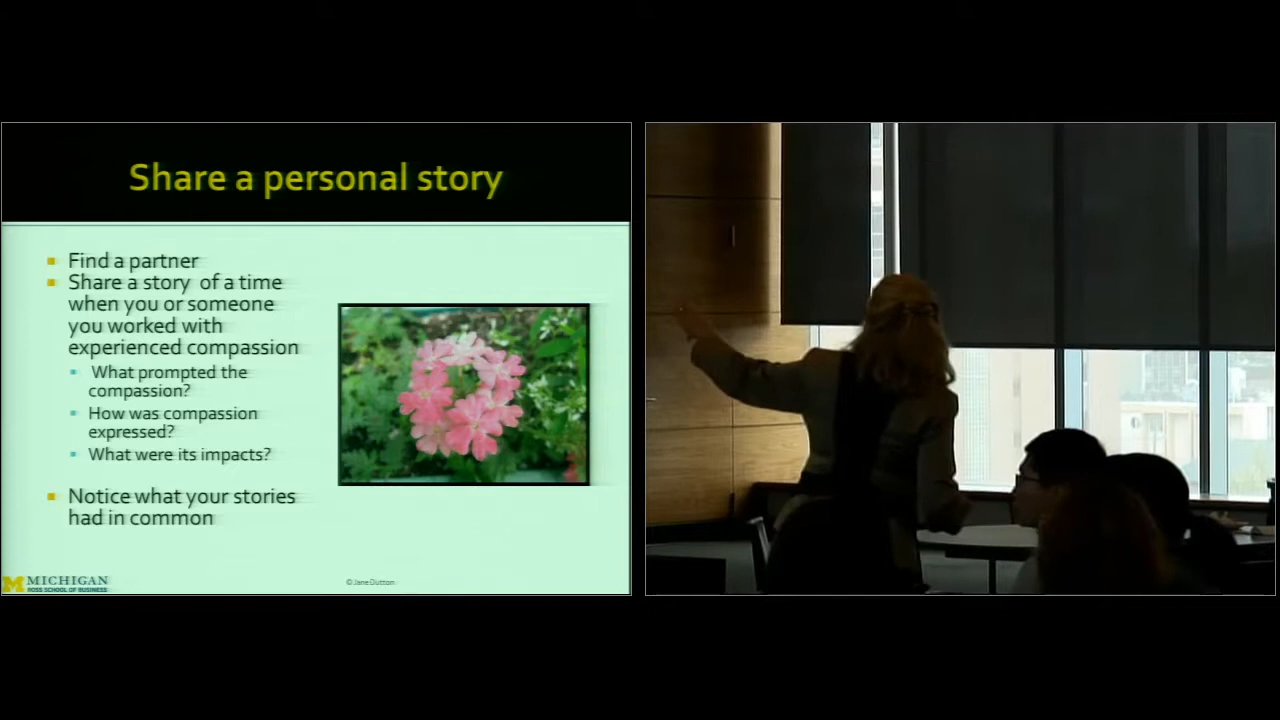 Share a personal story
Find a partner
Share a story of a time
when you or someone
you worked with
experienced compassion
What prompted the
compassion?
How was compassion
expressed?
What were its impacts?
Notice what your stories
had in common
M MICHIGAN
ROSS SCHOOL OF BUSINESS
© Jane Dutton